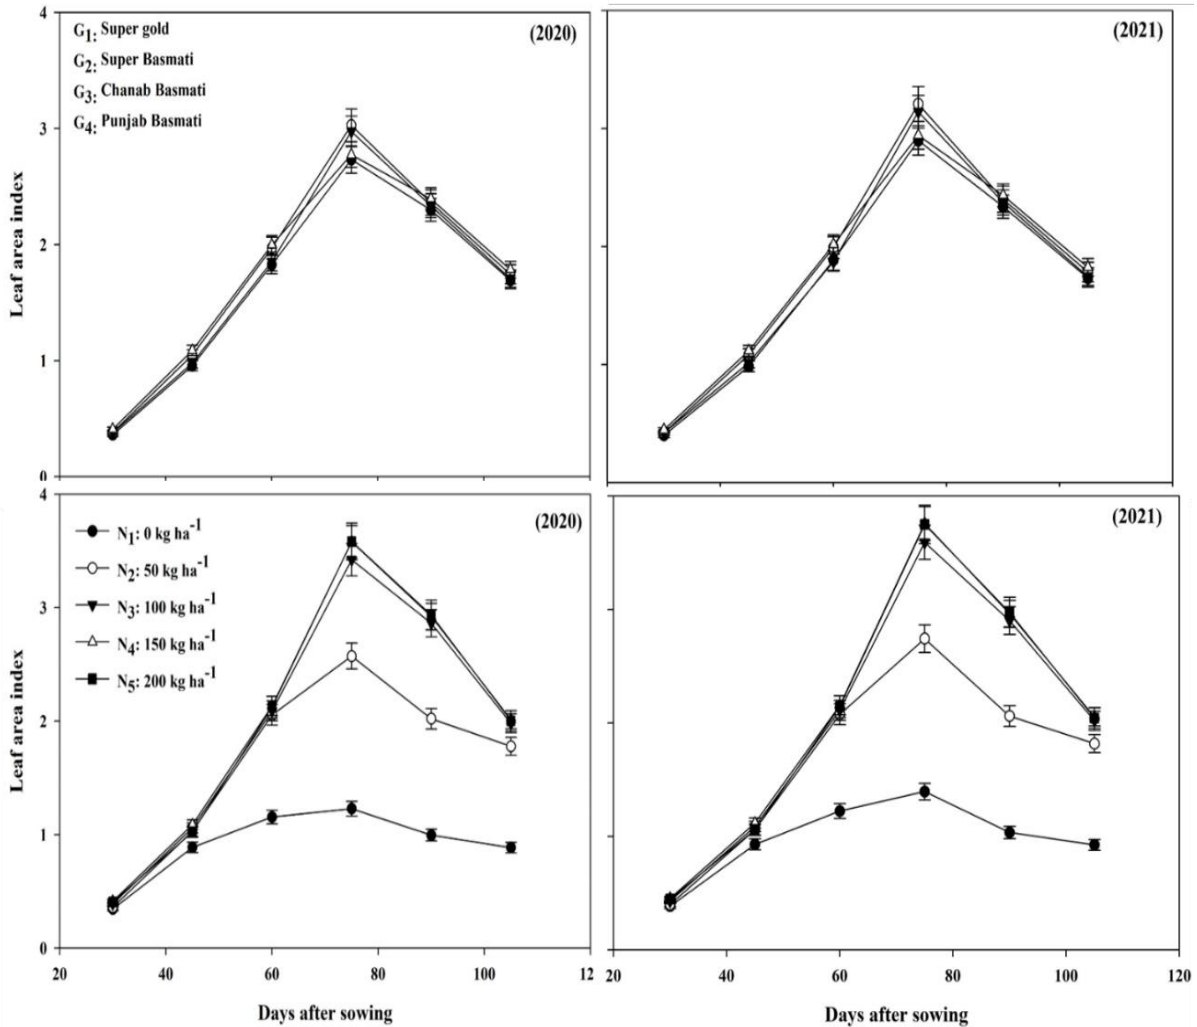 4
3
2
1
0
Leaf area index
G1: Super gold
G2: Super Basmati
G3: Chanab Basmati
G4: Punjab Basmati
(2020)
(2021)
4
3
2
1
0
Leaf area index
N1: 0 kg ha-1
N2: 50 kg ha-1
N3: 100 kg ha-1
N4: 150 kg ha-1
N5: 200 kg ha-1
(2020)
(2021)
20 40 60 80 100 12
20 40 60 80 100 120
Days after sowing
Days after sowing